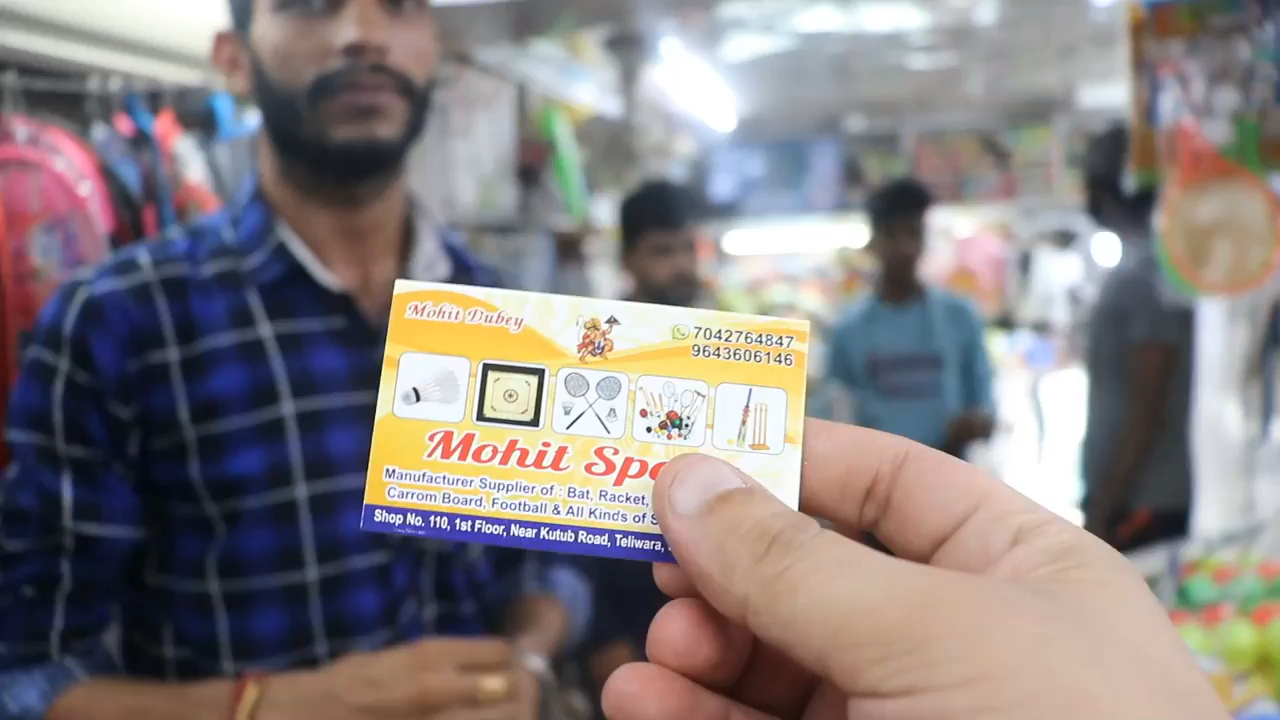 Mohit Dubey
7042764847
9643606146
Mohit
Manufacturer Supplier of : Bat, Racket,
Carrom Board, Football & All Kinds of
Shop No. 110, 1st Floor, Near Kutub Road, Teliwara,